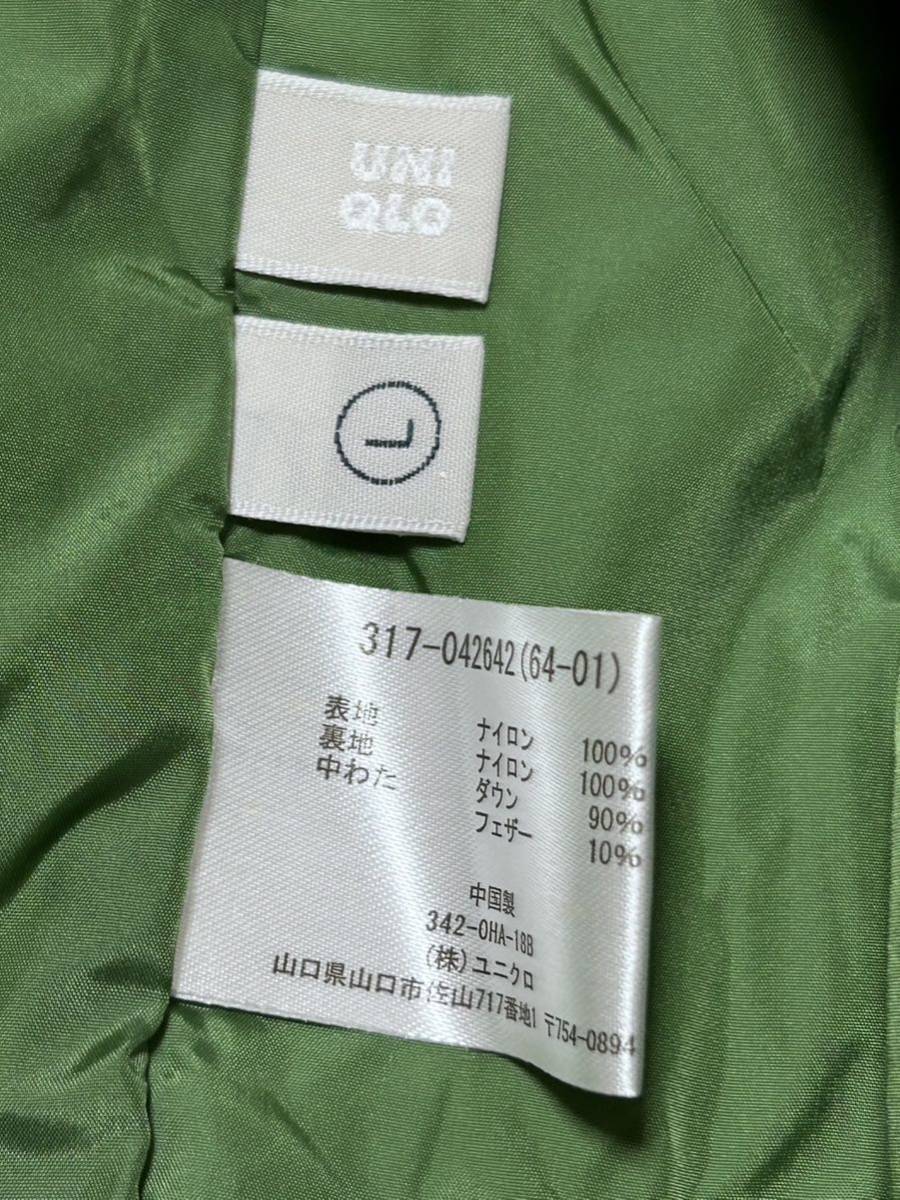 UNI
QLO
L
317-042642(64-01)
表地 ナイロン 100%
裏地 ナイロン 100%
中わた ダウン 90%
フェザー 10%
中国製
342-OHA-18B
(株)ユニクロ
山口県山口市佐山717番地1 〒754-0894